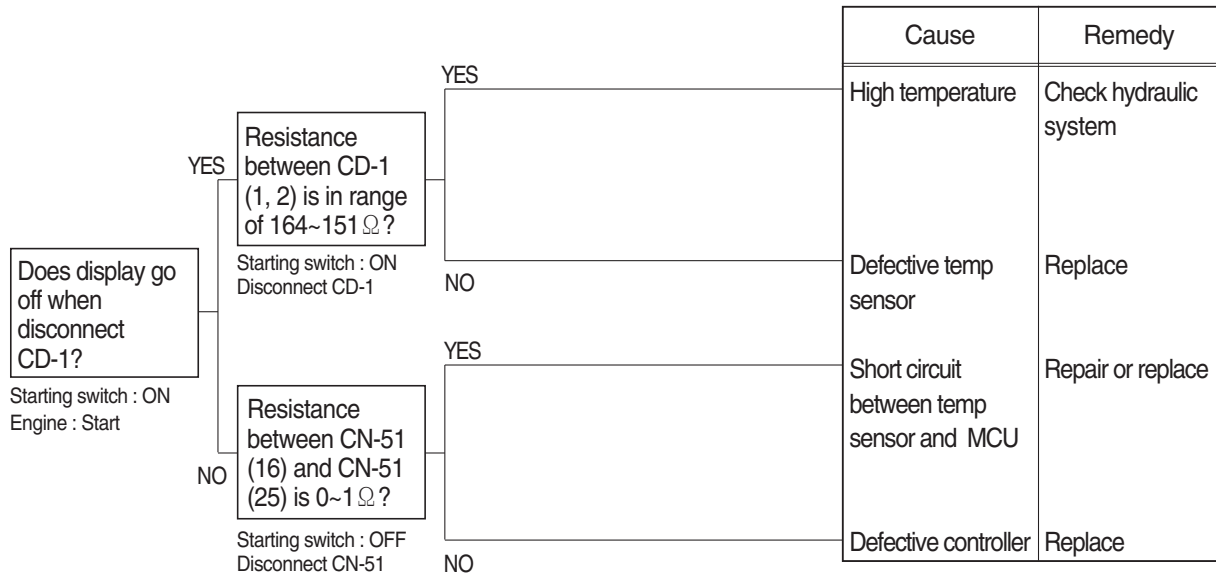 Does display go
off when
disconnect
CD-1?
Starting switch : ON
Engine : Start
YES
Resistance
between CD-1
(1, 2) is in range
of 164~151Ω?
Starting switch : ON
Disconnect CD-1
NO
Resistance
between CN-51
(16) and CN-51
(25) is 0~1Ω?
Starting switch : OFF
Disconnect CN-51
YES
NO
YES
NO
Cause Remedy
High temperature Check hydraulic
system
Defective temp Replace
sensor
Short circuit Repair or replace
between temp
sensor and MCU
Defective controller Replace